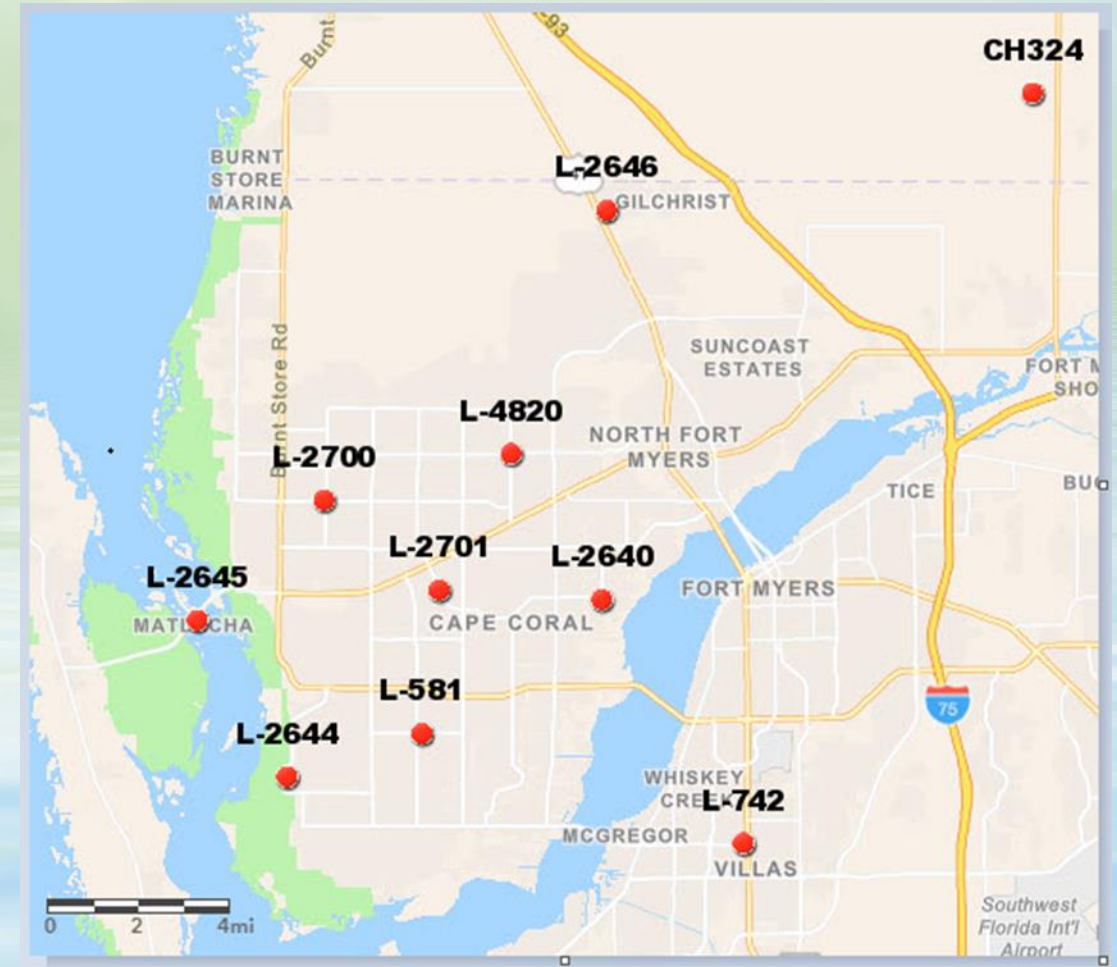 93
Burnt
CH324
BURNT
STORE
MARINA
L-2646
GILCHRIST
Burnt Store Rd
SUNCOAST
ESTATES
FORT M
SHO
L-4820
NORTH FORT
MYERS
L-2700
TICE
BUC
L-2701
L-2640
L-2645
FORT MYERS
MATLACHA
CAPE CORAL
L-581
75
L-2644
WHISKEY
CREEK
L-742
MCGREGOR
VILLAS
0 2 4mi
Southwest
Florida Int'l
Airport